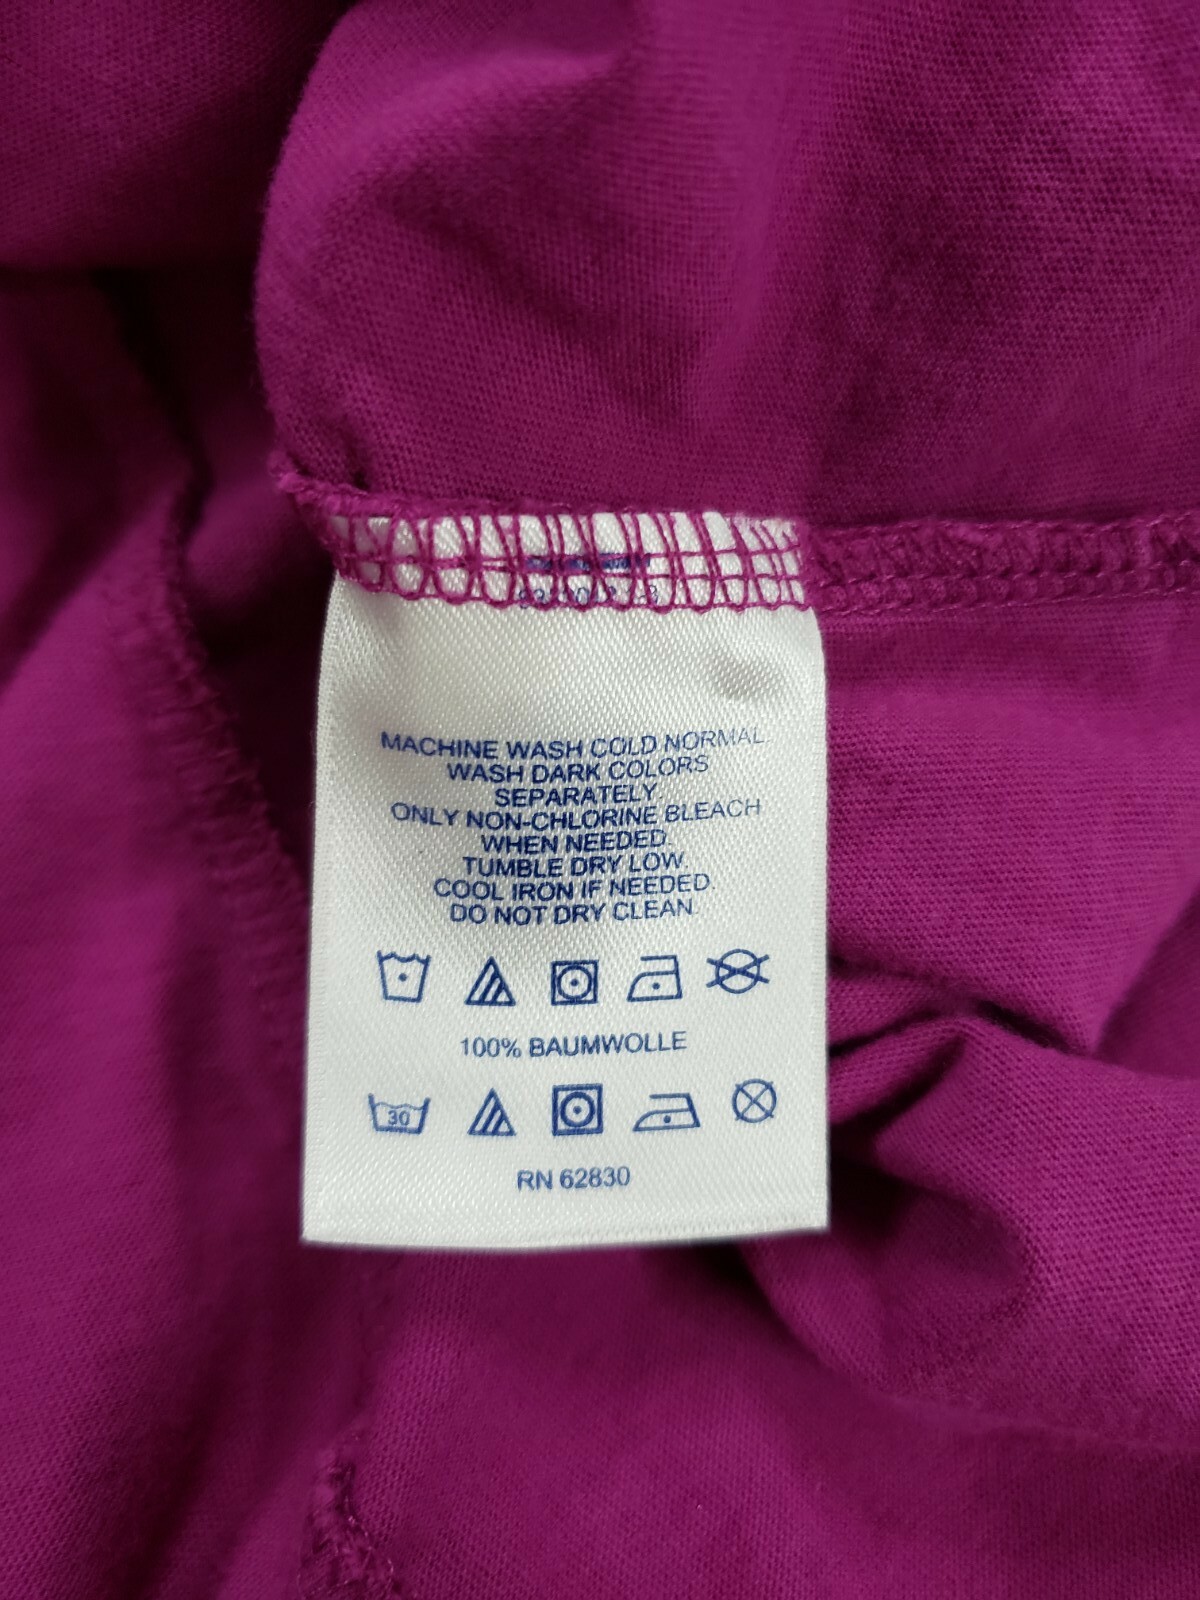 MACHINE WASH COLD NORMAL.
WASH DARK COLORS
SEPARATELY.
ONLY NON-CHLORINE BLEACH
WHEN NEEDED.
TUMBLE DRY LOW.
COOL IRON IF NEEDED.
DO NOT DRY CLEAN.
100% BAUMWOLLE
30
RN 62830